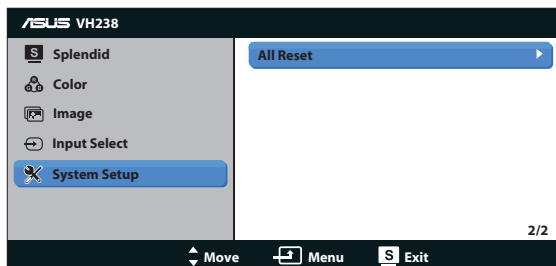 ASUS VH238
S Splendid
Color
Image
Input Select
System Setup
All Reset
2/2
Move Menu S Exit